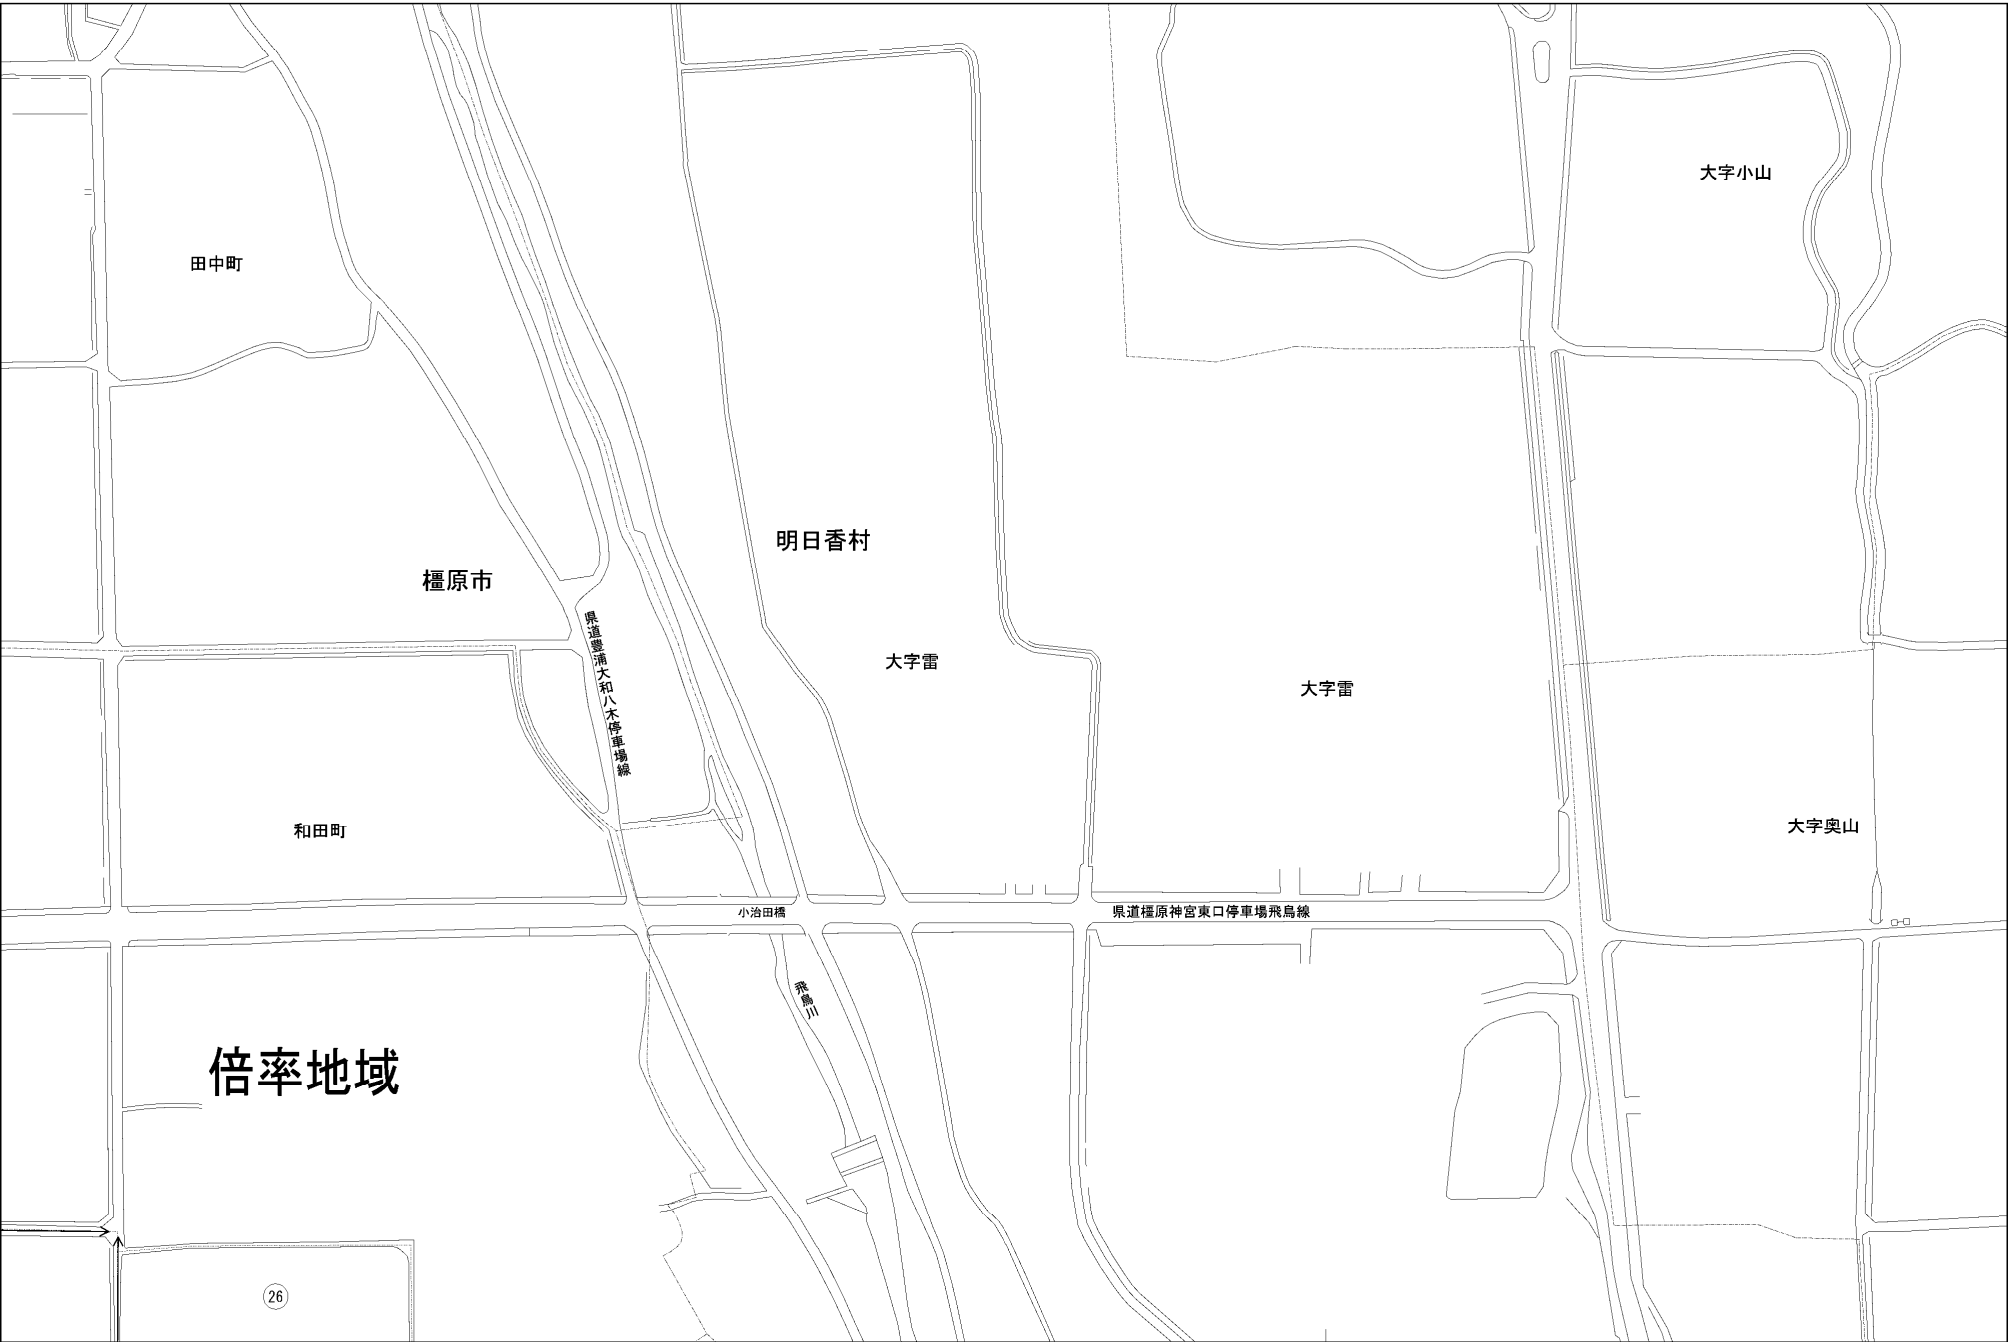 大字小山
田中町
明日香村
橿原市
県道豊浦大和八木停車場線
大字雷
大字雷
和田町
大字奥山
小治田橋
県道橿原神宮東口停車場飛鳥線
飛鳥川
倍率地域
26